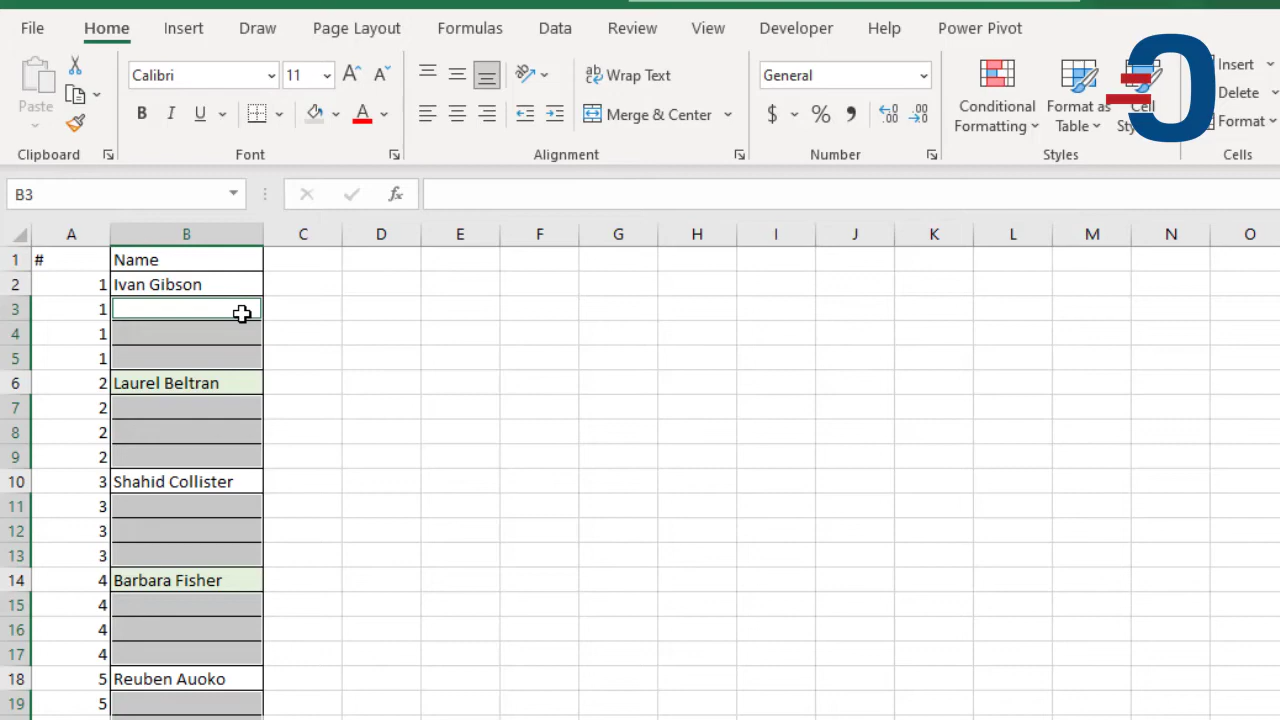 File Home Insert Draw Page Layout Formulas Data Review View Developer Help Power Pivot
Calibri 11 Wrap Text General Insert
Paste B I U Merge & Center $ % Conditional Formatting Format as Table Cell Delete
Format
Clipboard Font Alignment Number Styles Cells
B3 fx
A B C D E F G H I J K L M N O
1 # Name
2 1 Ivan Gibson
3 1
4 1
5 1
6 2 Laurel Beltran
7 2
8 2
9 2
10 3 Shahid Collister
11 3
12 3
13 3
14 4 Barbara Fisher
15 4
16 4
17 4
18 5 Reuben Auoko
19 5